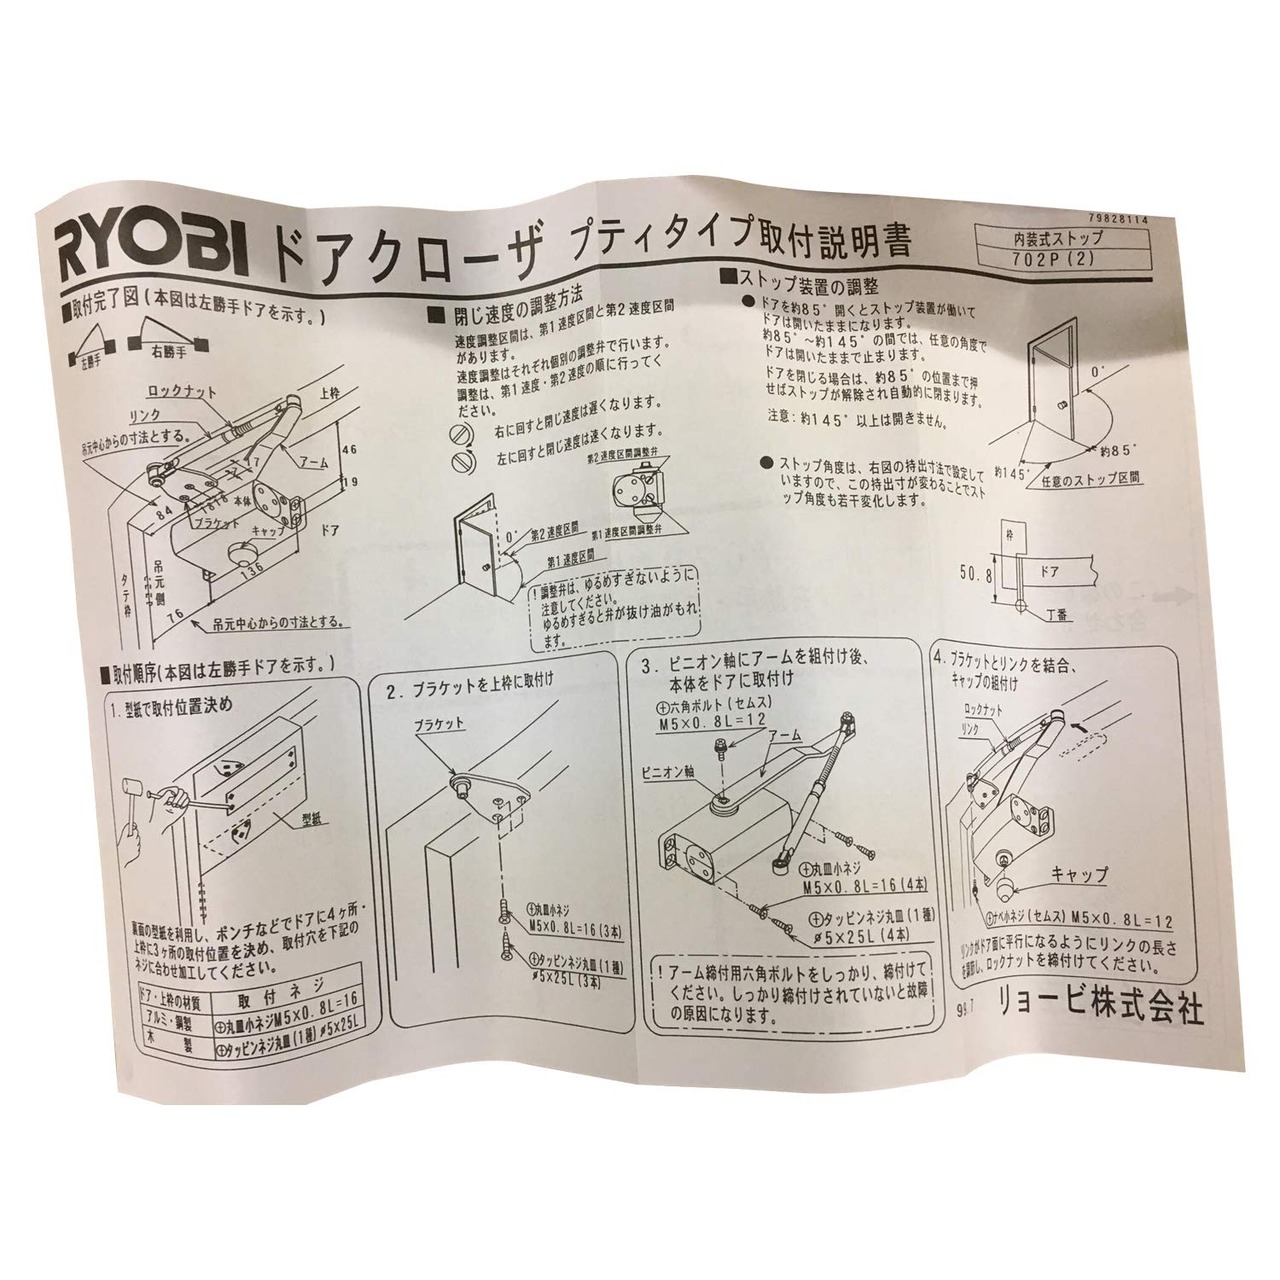 79828114
RYOBI ドアクローザ プティタイプ取付説明書
内装式ストップ
702P(2)
■取付完了図(本図は左勝手ドアを示す。)
左勝手
右勝手
ロックナット
リンク
吊元中心からの寸法とする。
上枠
アーム
46
19
17
84
1616
本体
ブラケット
キャップ
ドア
136
76
タテ枠
吊元側
吊元中心からの寸法とする。
■ 閉じ速度の調整方法
速度調整区間は、第1速度区間と第2速度区間
があります。
速度調整はそれぞれ個別の調整弁で行います。
調整は、第1速度・第2速度の順に行ってく
ださい。
右に回すと閉じ速度は遅くなります。
左に回すと閉じ速度は速くなります。
第2速度区間調整弁
第1速度区間調整弁
0°
第2速度区間
第1速度区間
!調整弁は、ゆるめすぎないように
注意してください。
ゆるめすぎると弁が抜け油がもれ
ます。
■ストップ装置の調整
●ドアを約85°開くとストップ装置が働いて
ドアは開いたままになります。
約85°~約145°の間では、任意の角度で
ドアは開いたままで止まります。
ドアを閉じる場合は、約85°の位置まで押
せばストップが解除され自動的に閉まります。
注意:約145°以上は開きません。
0°
約85°
約145°
任意のストップ区間
●ストップ角度は、右図の持出寸法で設定して
いますので、この持出寸が変わることでスト
ップ角度も若干変化します。
枠
50.8
ドア
丁番
■取付順序(本図は左勝手ドアを示す。)
1.型紙で取付位置決め
型紙
裏面の型紙を利用し、ポンチなどでドアに4ヶ所・
上枠に3ヶ所の取付位置を決め、取付穴を下記の
ネジに合わせ加工してください。
ドア・上枠の材質 取付ネジ
アルミ・鋼製 ⊕丸皿小ネジM5×0.8L=16
木製 ⊕タッピンネジ丸皿(1種)ø5×25L
2.ブラケットを上枠に取付け
ブラケット
⊕丸皿小ネジ
M5×0.8L=16(3本)
⊕タッピンネジ丸皿(1種)
ø5×25L(3本)
3.ピニオン軸にアームを組付け後、
本体をドアに取付け
⊕六角ボルト(セムス)
M5×0.8L=12
アーム
ピニオン軸
⊕丸皿小ネジ
M5×0.8L=16(4本)
⊕タッピンネジ丸皿(1種)
ø5×25L(4本)
!アーム締付用六角ボルトをしっかり、締付けて
ください。しっかり締付けされていないと故障
の原因になります。
4.ブラケットとリンクを結合、
キャップの組付け
ロックナット
リンク
キャップ
⊕ナベ小ネジ(セムス)M5×0.8L=12
リンクがドア面に平行になるようにリンクの長さ
を調節し、ロックナットを締付けてください。
リョービ株式会社